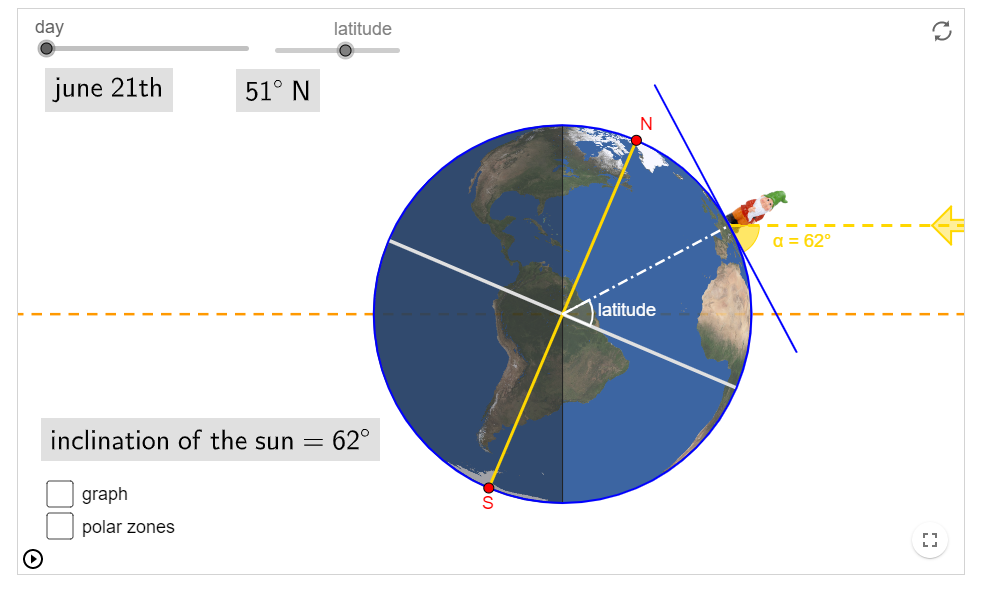 day
latitude
june 21th
51° N
N
α = 62°
latitude
inclination of the sun = 62°
graph
polar zones
S